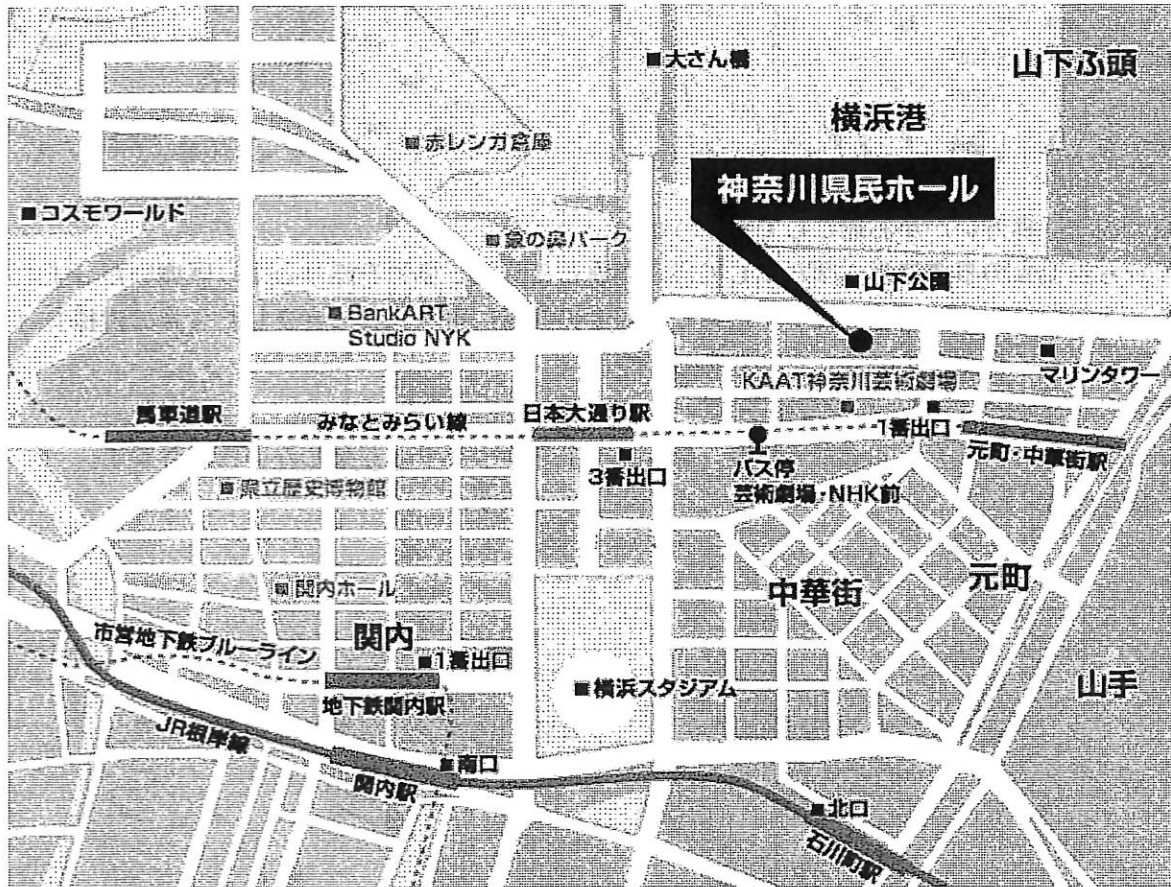 大さん橋
山下ふ頭
横浜港
赤レンガ倉庫
神奈川県民ホール
コスモワールド
象の鼻パーク
山下公園
BankART
Studio NYK
マリンタワー
KAAT神奈川芸術劇場
馬車道駅
みなとみらい線
日本大通り駅
1番出口
元町・中華街駅
3番出口
バス停
芸術劇場・NHK前
県立歴史博物館
関内ホール
中華街
元町
市営地下鉄ブルーライン
関内
1番出口
地下鉄関内駅
横浜スタジアム
山手
JR根岸線
南口
関内駅
北口
石川町駅